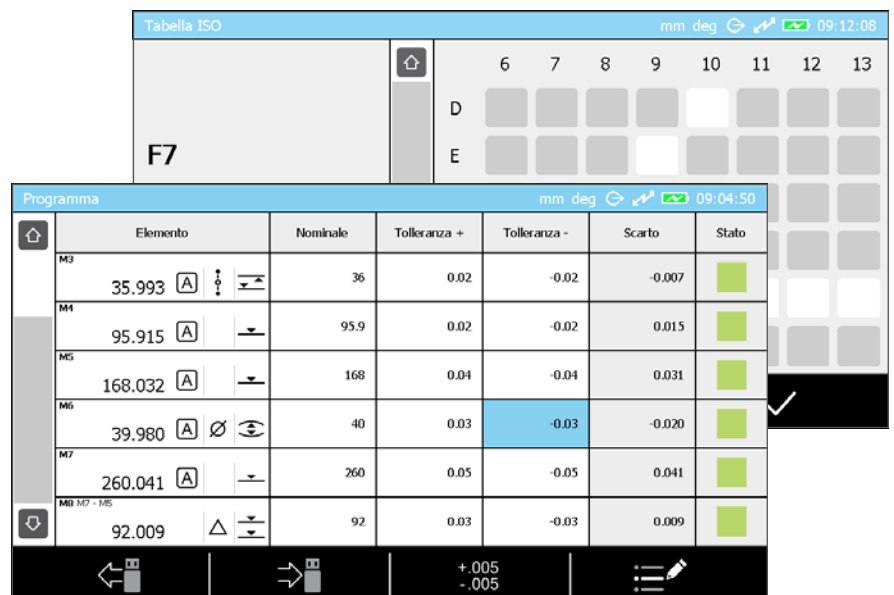 Tabella ISO mm deg 09:12:08
6 7 8 9 10 11 12 13
D
F7
E
Programma mm deg 09:04:50
Elemento Nominale Tolleranza + Tolleranza - Scarto Stato
M3
35.993 A 36 0.02 -0.02 -0.007
M4
95.915 A 95.9 0.02 -0.02 0.015
M5
168.032 A 168 0.04 -0.04 0.031
M6
39.980 A Ø 40 0.03 -0.03 -0.020
M7
260.041 A 260 0.05 -0.05 0.041
M8 M7 - M5
92.009 92 0.03 -0.03 0.009
+.005
-.005